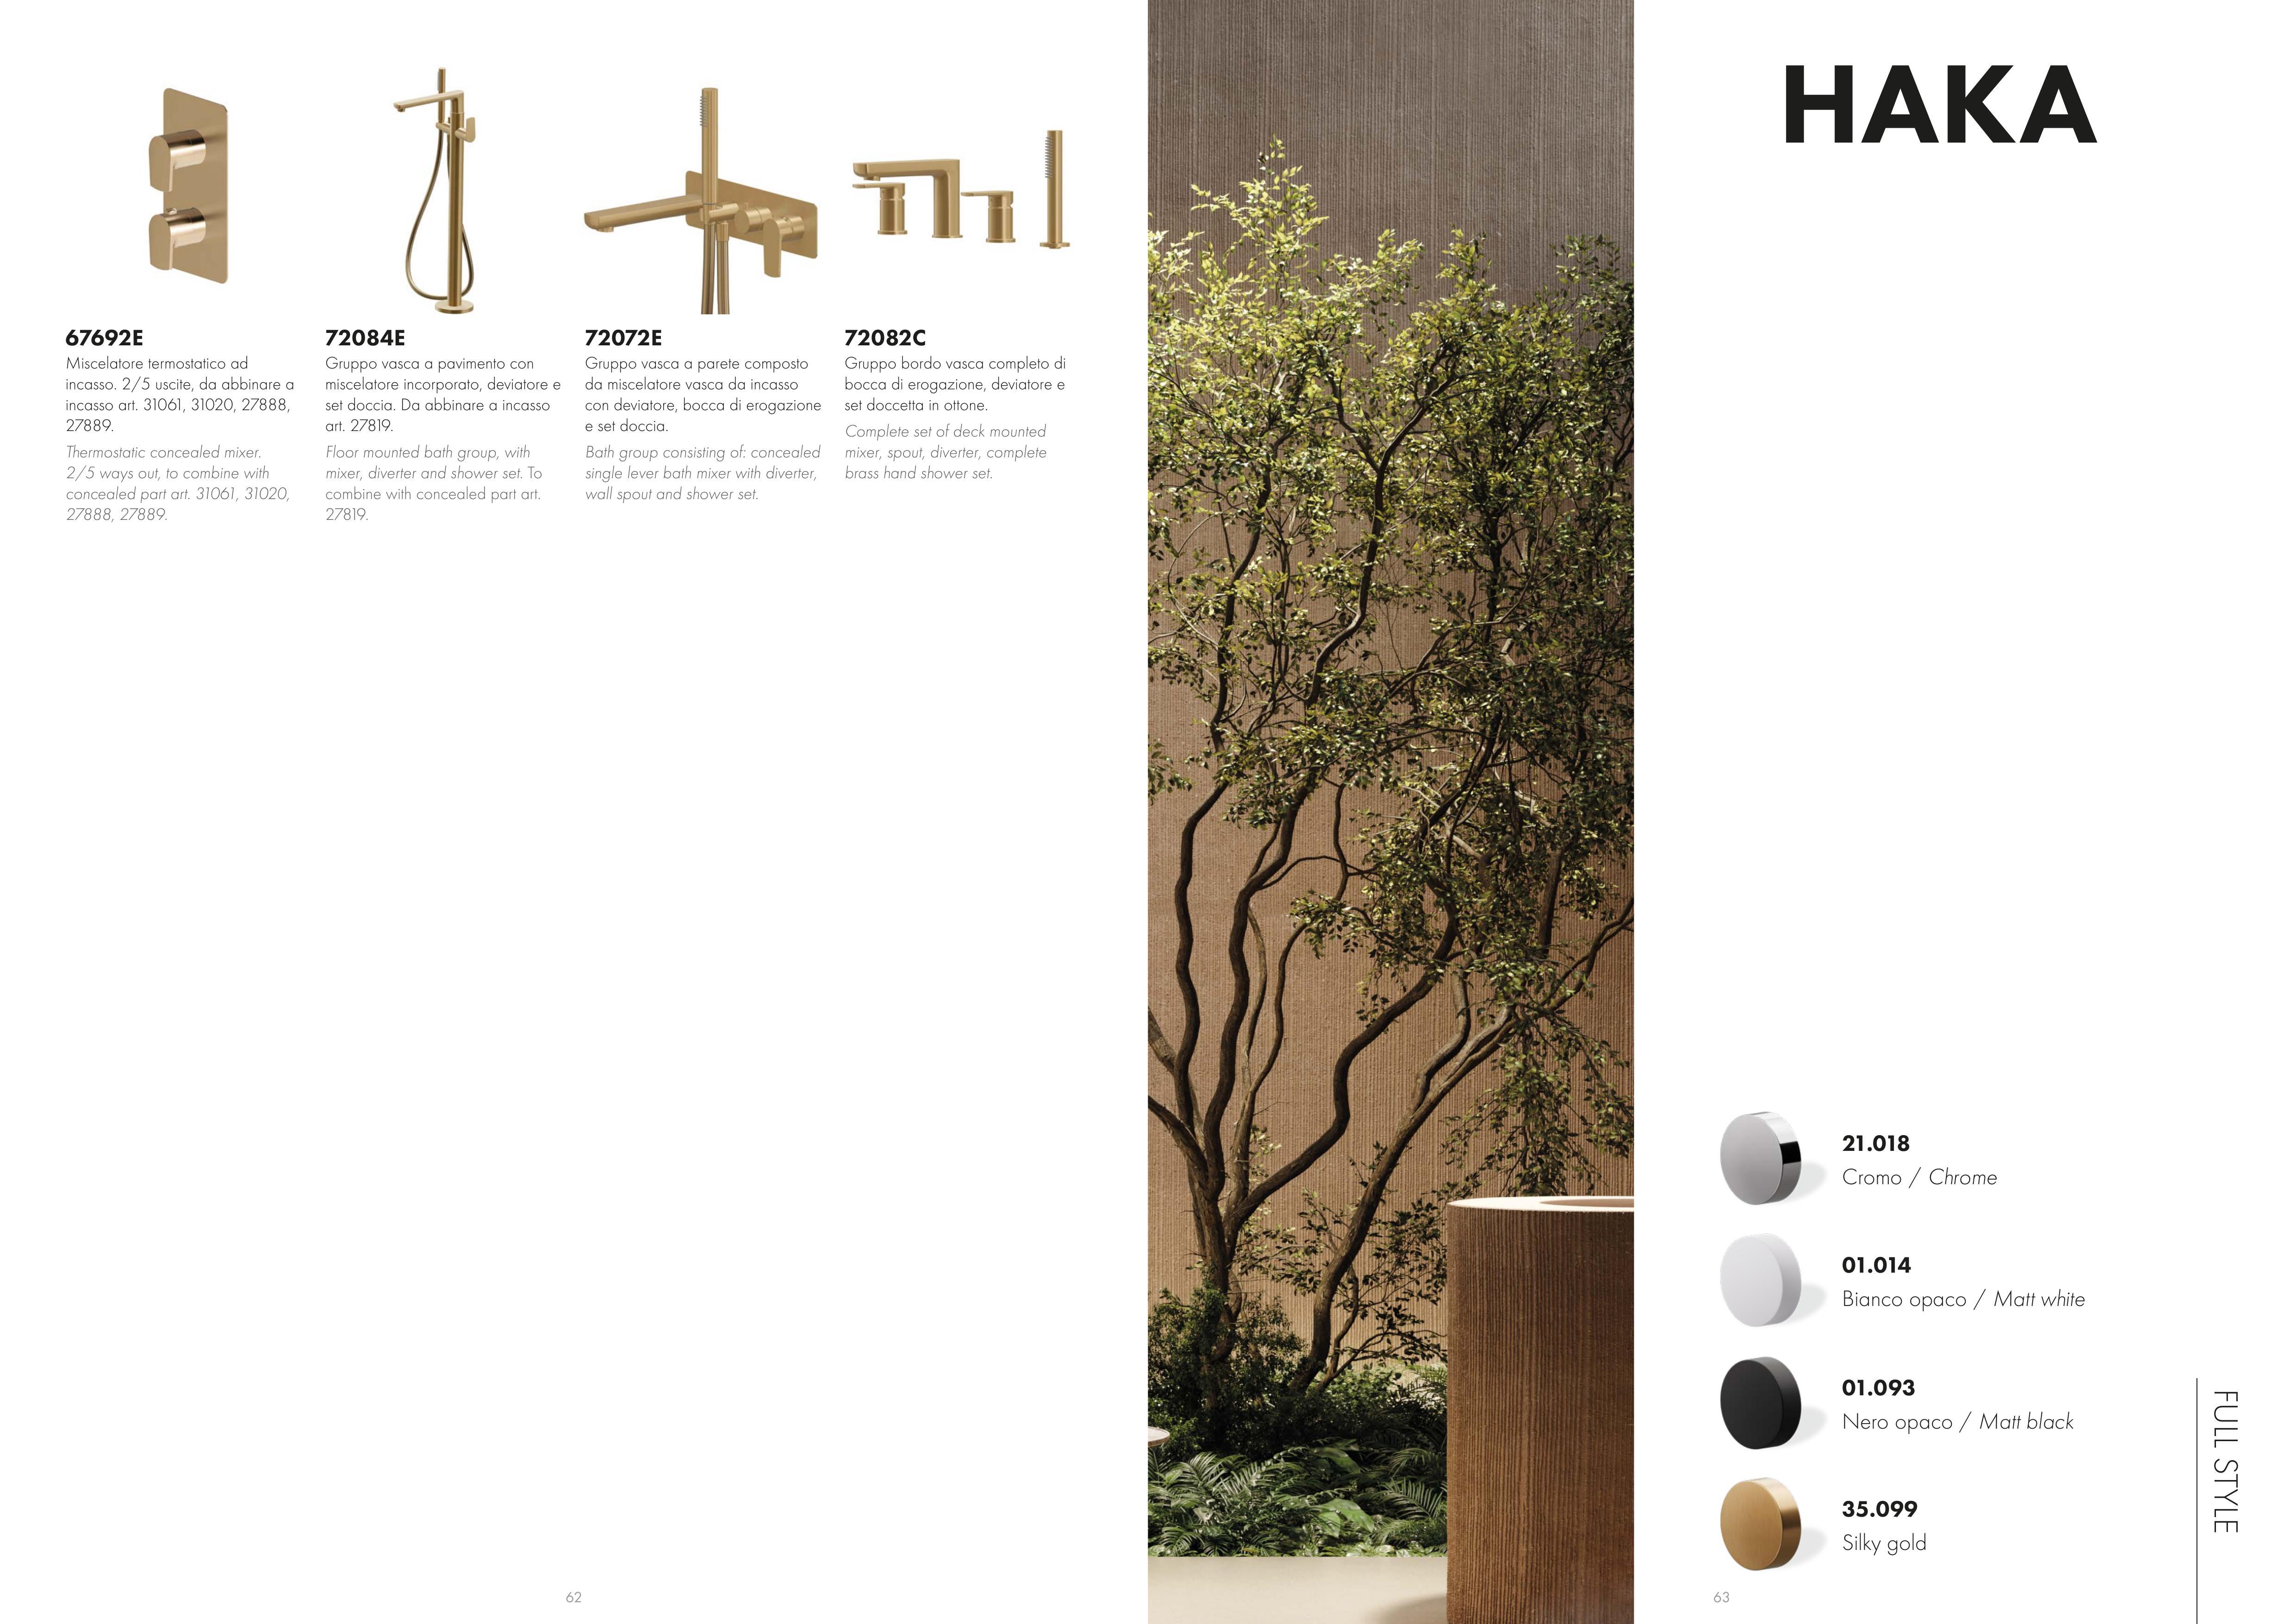 67692E
Miscelatore termostatico ad
incasso. 2/5 uscite, da abbinare a
incasso art. 31061, 31020, 27888,
27889.
Thermostatic concealed mixer.
2/5 ways out, to combine with
concealed part art. 31061, 31020,
27888, 27889.
72084E
Gruppo vasca a pavimento con
miscelatore incorporato, deviatore e
set doccia. Da abbinare a incasso
art. 27819.
Floor mounted bath group, with
mixer, diverter and shower set. To
combine with concealed part art.
27819.
72072E
Gruppo vasca a parete composto
da miscelatore vasca da incasso
con deviatore, bocca di erogazione
e set doccia.
Bath group consisting of: concealed
single lever bath mixer with diverter,
wall spout and shower set.
72082C
Gruppo bordo vasca completo di
bocca di erogazione, deviatore e
set doccetta in ottone.
Complete set of deck mounted
mixer, spout, diverter, complete
brass hand shower set.
62
HAKA
21.018
Cromo / Chrome
01.014
Bianco opaco / Matt white
01.093
Nero opaco / Matt black
35.099
Silky gold
FULL STYLE
63